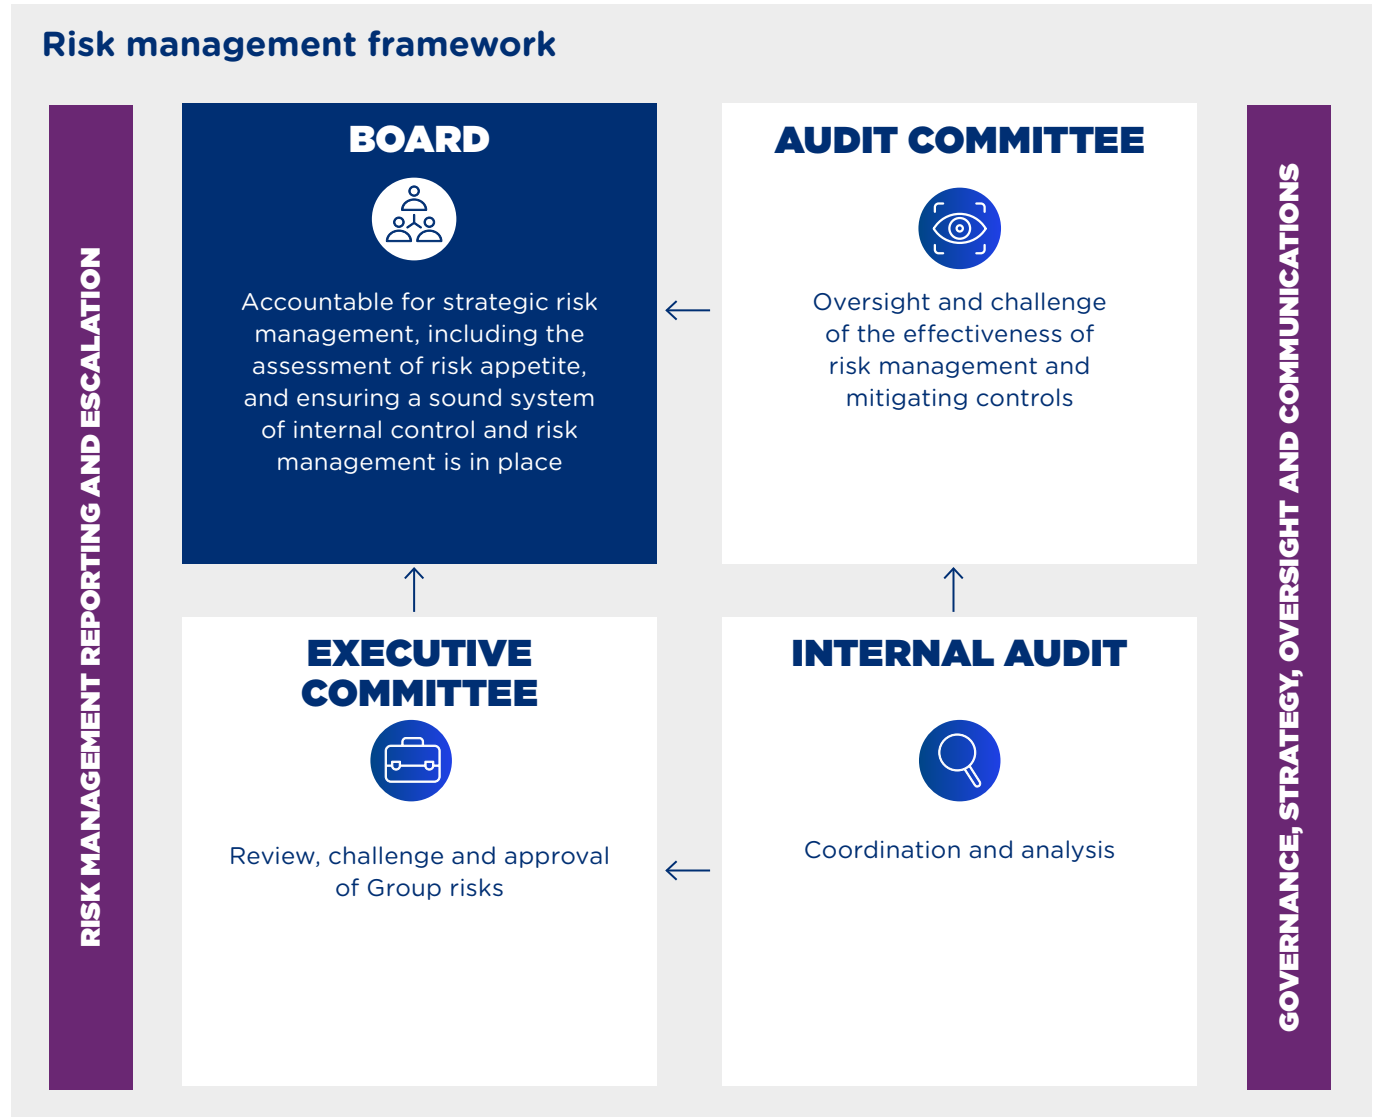 Risk management framework
RISK MANAGEMENT REPORTING AND ESCALATION
BOARD
Accountable for strategic risk
management, including the
assessment of risk appetite,
and ensuring a sound system
of internal control and risk
management is in place
AUDIT COMMITTEE
Oversight and challenge
of the effectiveness of
risk management and
mitigating controls
EXECUTIVE
COMMITTEE
Review, challenge and approval
of Group risks
INTERNAL AUDIT
Coordination and analysis
GOVERNANCE, STRATEGY, OVERSIGHT AND COMMUNICATIONS